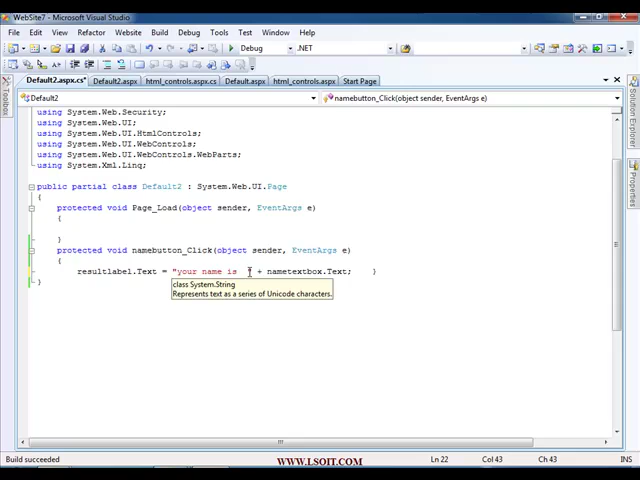 WebSite7 - Microsoft Visual Studio
File Edit View Refactor Website Build Debug Tools Test Window Help
Debug .NET
Default2.aspx.cs* Default2.aspx html_controls.aspx.cs Default.aspx html_controls.aspx Start Page
Toolbox
Solution Explorer
Properties
Default2 namebutton_Click(object sender, EventArgs e)
using System.Web.Security;
using System.Web.UI;
using System.Web.UI.HtmlControls;
using System.Web.UI.WebControls;
using System.Web.UI.WebControls.WebParts;
using System.Xml.Linq;
public partial class Default2 : System.Web.UI.Page
{
protected void Page_Load(object sender, EventArgs e)
{
}
protected void namebutton_Click(object sender, EventArgs e)
{
resultlabel.Text = "your name is " + nametextbox.Text; }
}
class System.String
Represents text as a series of Unicode characters.
Build succeeded Ln 22 Col 43 Ch 43 INS
WWW.LSOIT.COM